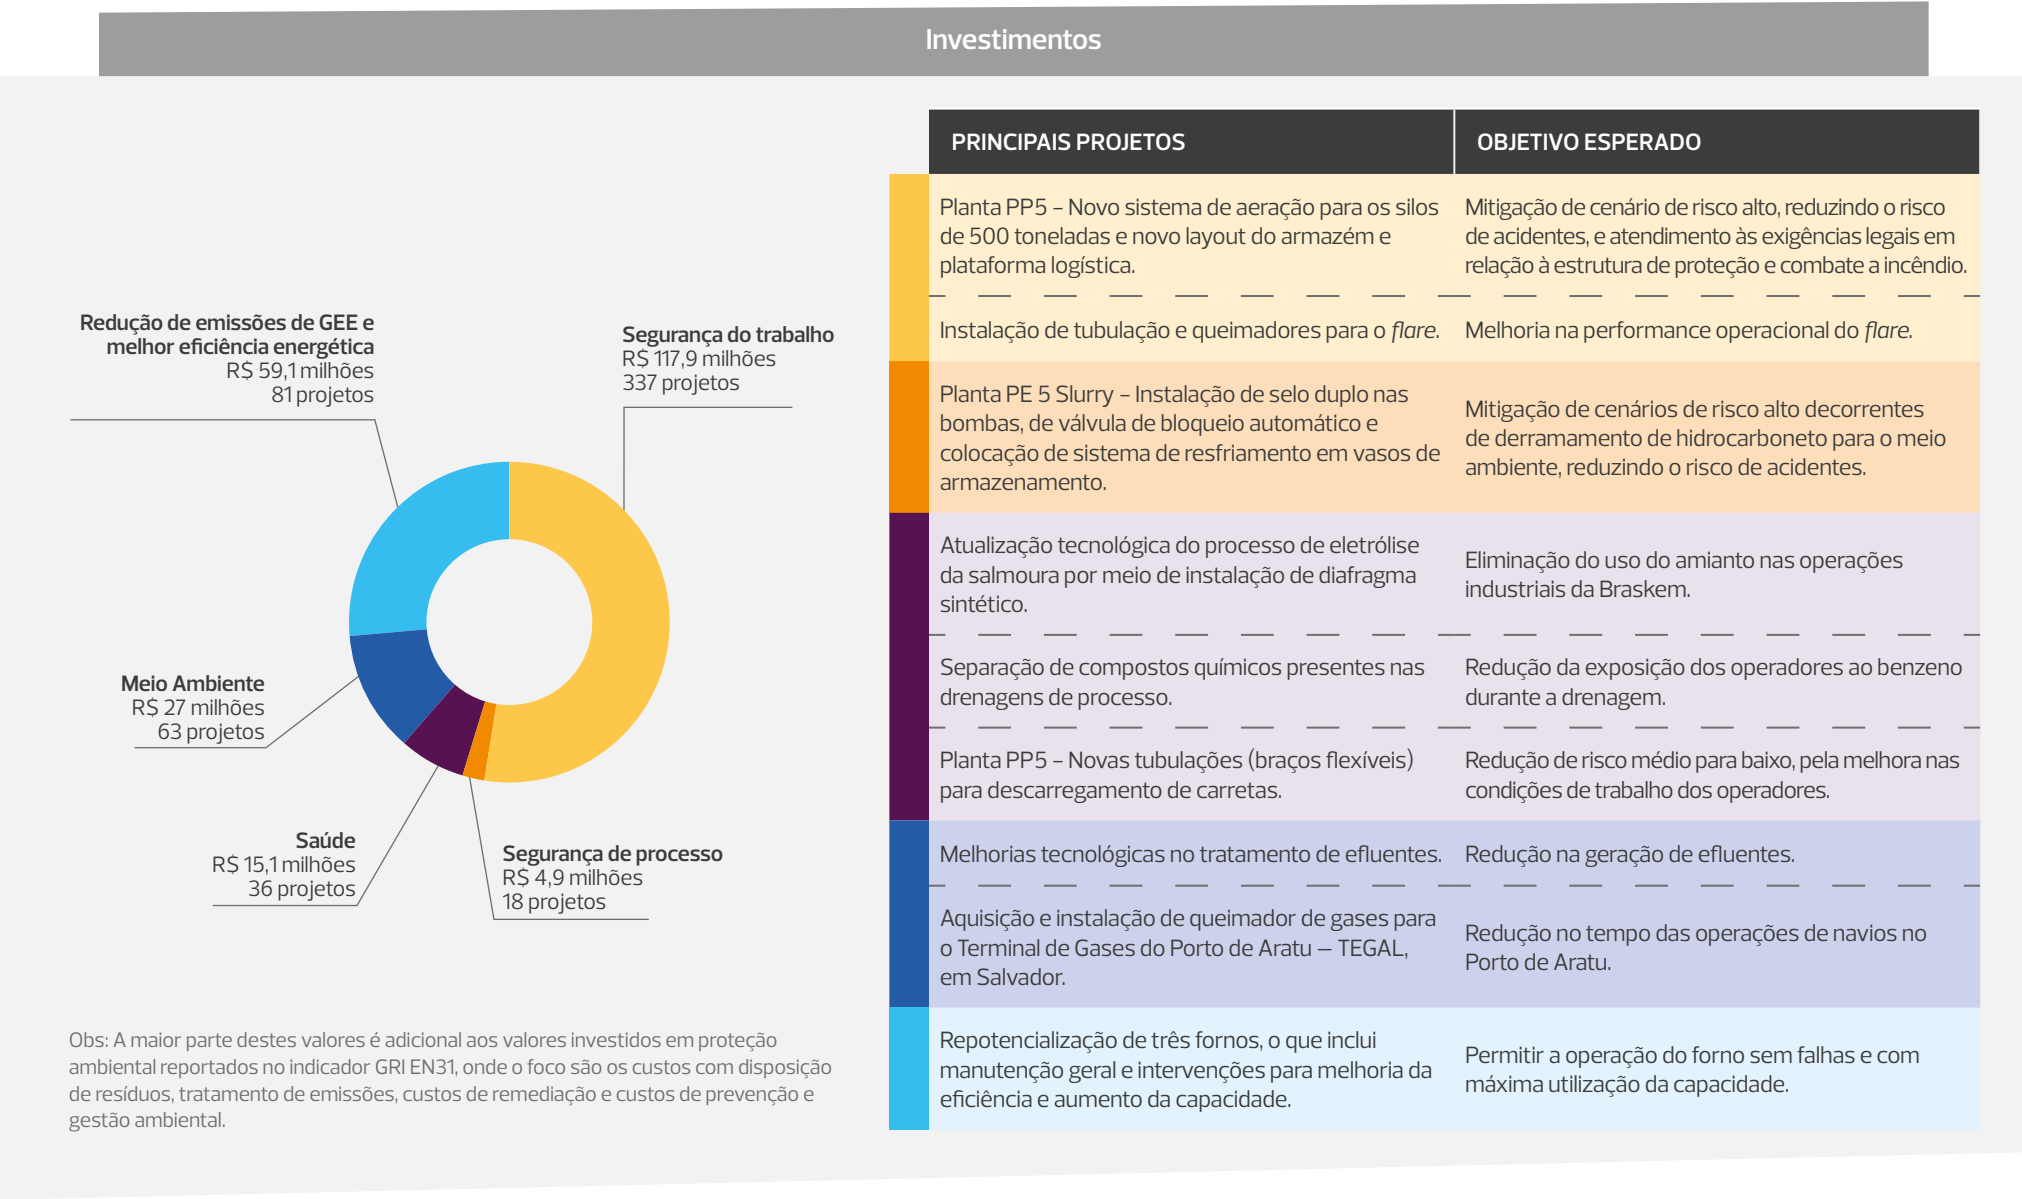 Investimentos
Redução de emissões de GEE e
melhor eficiência energética
R$ 59,1 milhões
81 projetos
Segurança do trabalho
R$ 117,9 milhões
337 projetos
Meio Ambiente
R$ 27 milhões
63 projetos
Saúde
R$ 15,1 milhões
36 projetos
Segurança de processo
R$ 4,9 milhões
18 projetos
Obs: A maior parte destes valores é adicional aos valores investidos em proteção
ambiental reportados no indicador GRI EN31, onde o foco são os custos com disposição
de resíduos, tratamento de emissões, custos de remediação e custos de prevenção e
gestão ambiental.
PRINCIPAIS PROJETOS
OBJETIVO ESPERADO
Planta PP5 – Novo sistema de aeração para os silos
de 500 toneladas e novo layout do armazém e
plataforma logística.
Mitigação de cenário de risco alto, reduzindo o risco
de acidentes, e atendimento às exigências legais em
relação à estrutura de proteção e combate a incêndio.
Instalação de tubulação e queimadores para o flare.
Melhoria na performance operacional do flare.
Planta PE 5 Slurry – Instalação de selo duplo nas
bombas, de válvula de bloqueio automático e
colocação de sistema de resfriamento em vasos de
armazenamento.
Mitigação de cenários de risco alto decorrentes
de derramamento de hidrocarboneto para o meio
ambiente, reduzindo o risco de acidentes.
Atualização tecnológica do processo de eletrólise
da salmoura por meio de instalação de diafragma
sintético.
Eliminação do uso do amianto nas operações
industriais da Braskem.
Separação de compostos químicos presentes nas
drenagens de processo.
Redução da exposição dos operadores ao benzeno
durante a drenagem.
Planta PP5 – Novas tubulações (braços flexíveis)
para descarregamento de carretas.
Redução de risco médio para baixo, pela melhora nas
condições de trabalho dos operadores.
Melhorias tecnológicas no tratamento de efluentes.
Redução na geração de efluentes.
Aquisição e instalação de queimador de gases para
o Terminal de Gases do Porto de Aratu — TEGAL,
em Salvador.
Redução no tempo das operações de navios no
Porto de Aratu.
Repotencialização de três fornos, o que inclui
manutenção geral e intervenções para melhoria da
eficiência e aumento da capacidade.
Permitir a operação do forno sem falhas e com
máxima utilização da capacidade.